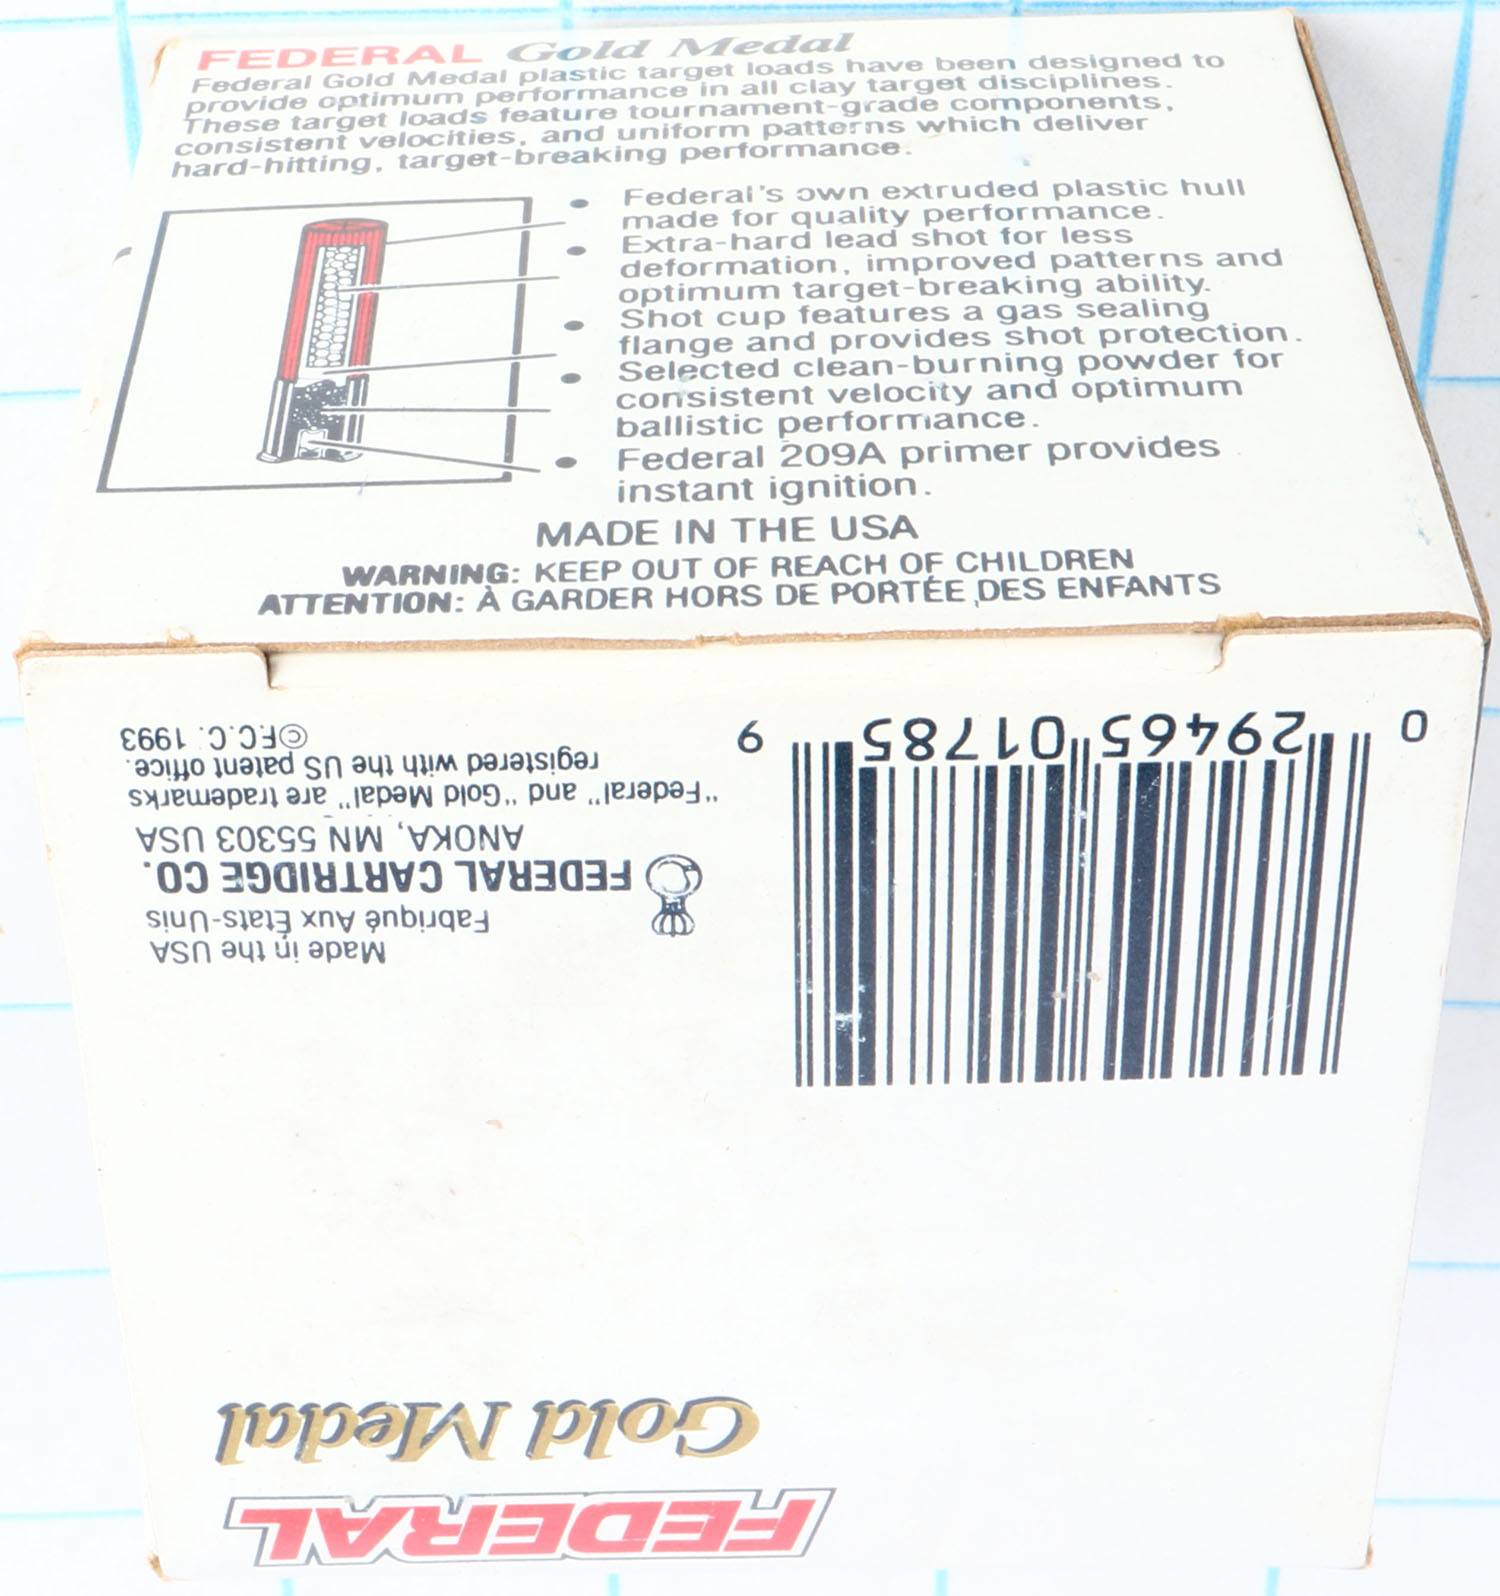 FEDERAL Gold Medal
Federal Gold Medal plastic target loads have been designed to
provide optimum performance in all clay target disciplines.
These target loads feature tournament-grade components,
consistent velocities, and uniform patterns which deliver
hard-hitting, target-breaking performance.
• Federal's own extruded plastic hull
made for quality performance.
• Extra-hard lead shot for less
deformation, improved patterns and
optimum target-breaking ability.
• Shot cup features a gas sealing
flange and provides shot protection.
• Selected clean-burning powder for
consistent velocity and optimum
ballistic performance.
• Federal 209A primer provides
instant ignition.
MADE IN THE USA
WARNING: KEEP OUT OF REACH OF CHILDREN
ATTENTION: À GARDER HORS DE PORTÉE DES ENFANTS
FEDERAL
Gold Medal
Made in the USA
Fabriqué Aux États-Unis
FEDERAL CARTRIDGE CO.
ANOKA, MN 55303 USA
"Federal" and "Gold Medal" are trademarks
registered with the US patent office.
©F.C.C. 1993
0 29465 01785 9